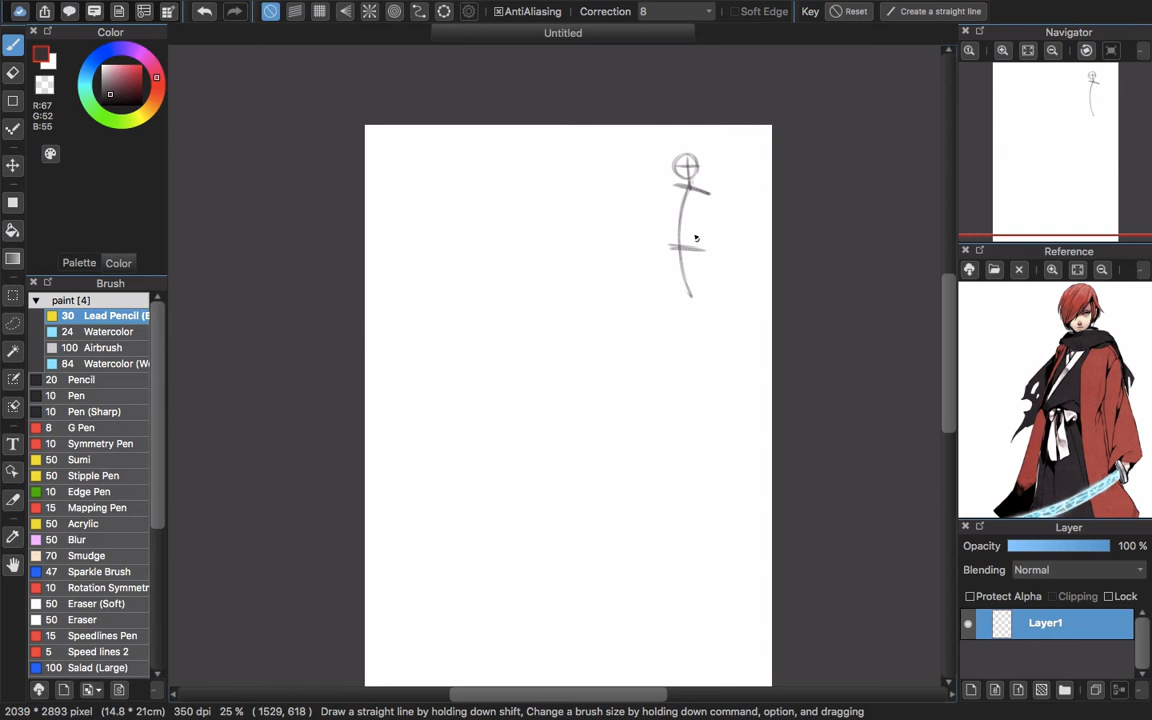 AntiAliasing Correction 8 Soft Edge Key Reset Create a straight line
Untitled
Color
R:67
G:52
B:55
Palette Color
Brush
paint [4]
30 Lead Pencil (E
24 Watercolor
100 Airbrush
84 Watercolor (W
20 Pencil
10 Pen
10 Pen (Sharp)
8 G Pen
10 Symmetry Pen
50 Sumi
50 Stipple Pen
10 Edge Pen
15 Mapping Pen
50 Acrylic
50 Blur
70 Smudge
47 Sparkle Brush
10 Rotation Symmetr
50 Eraser (Soft)
50 Eraser
15 Speedlines Pen
5 Speed lines 2
100 Salad (Large)
Navigator
Reference
Layer
Opacity 100 %
Blending Normal
Protect Alpha Clipping Lock
Layer1
2039 * 2893 pixel (14.8 * 21cm) 350 dpi 25 % ( 1529, 618 ) Draw a straight line by holding down shift, Change a brush size by holding down command, option, and dragging